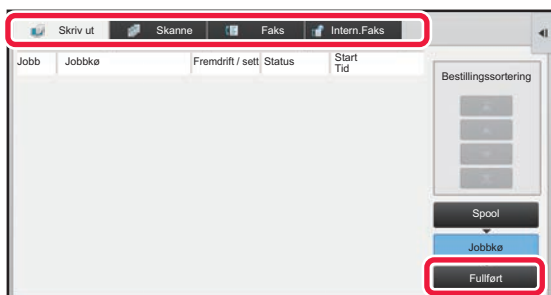 Skriv ut Skanne Faks Intern.Faks
Jobb Jobbkø Fremdrift / sett Status Start
Tid
Bestillingssortering
Spool
Jobbkø
Fullført